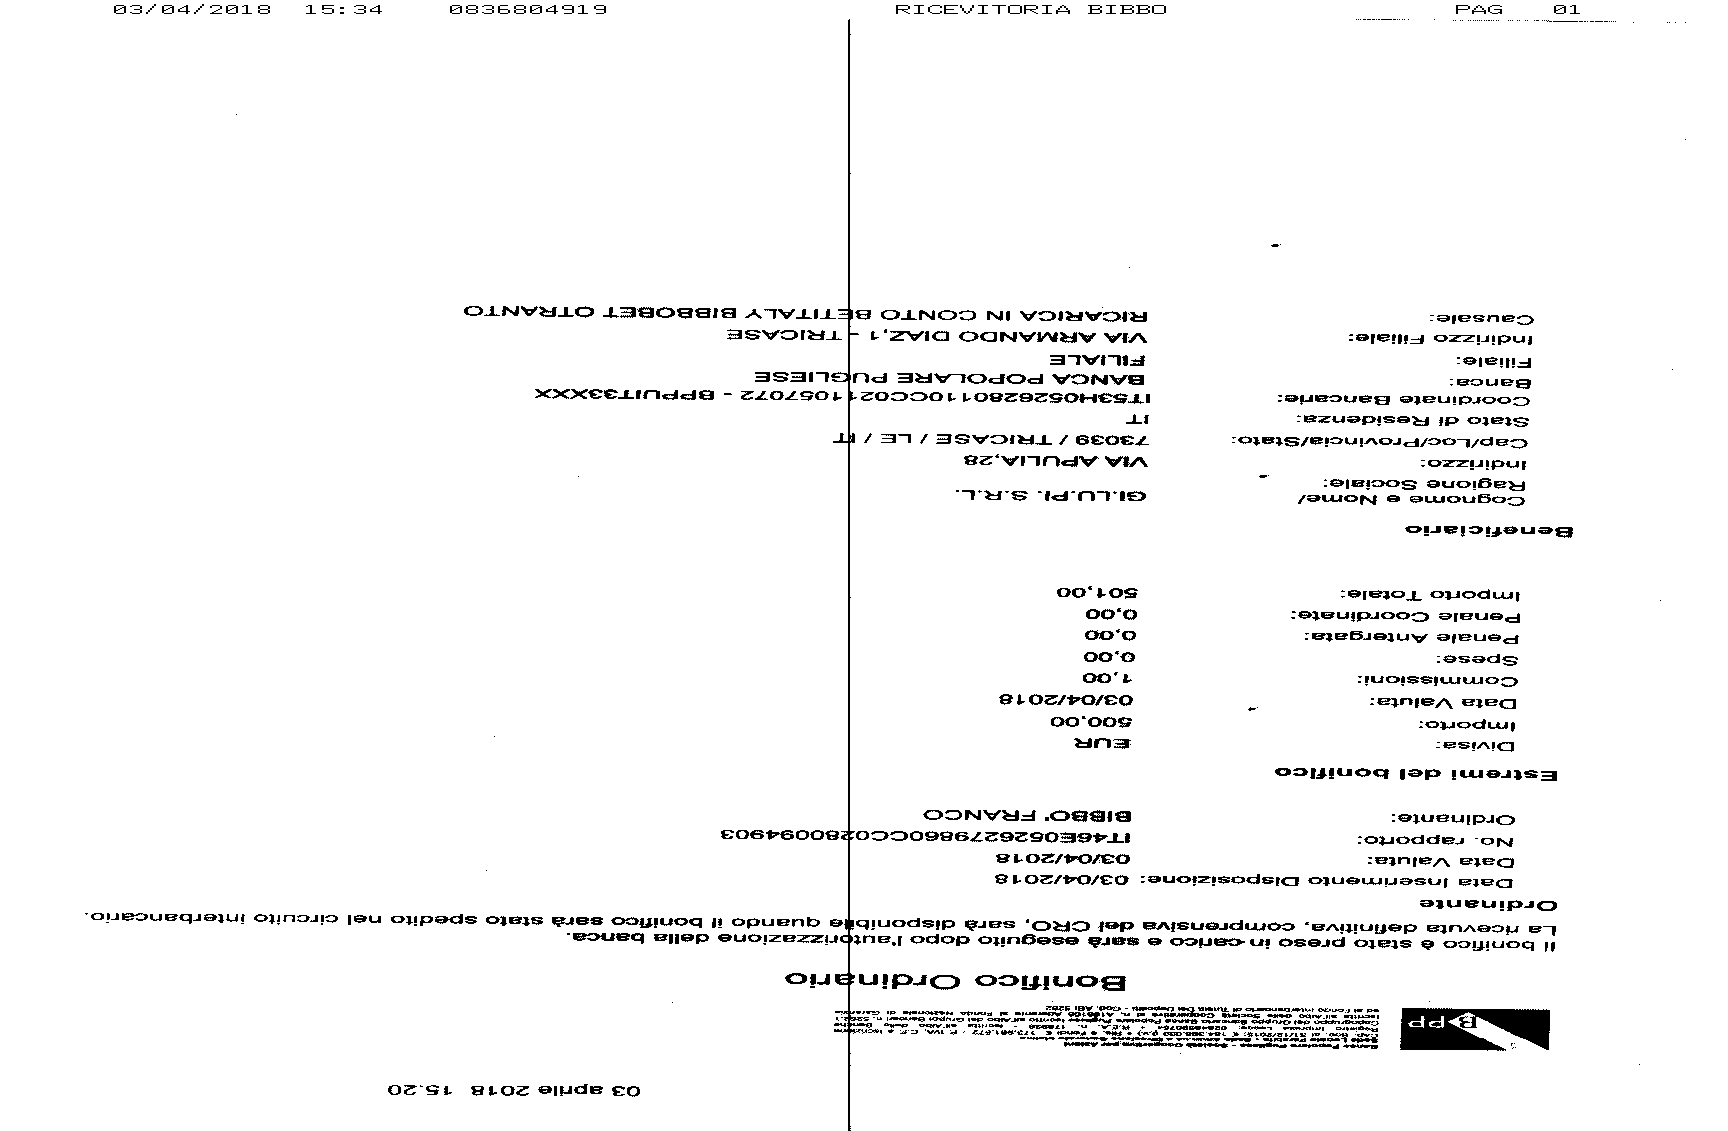 03/04/2018 15:34 0836804919 RICEVITORIA BIBBO PAG 01
03 aprile 2018 15.20
BPP
Banca Popolare Pugliese - Società Cooperativa per Azioni
Bonifico Ordinario
Il bonifico è stato preso in carico e sarà eseguito dopo l'autorizzazione della banca.
La ricevuta definitiva, comprensiva del CRO, sarà disponibile quando il bonifico sarà stato spedito nel circuito interbancario.
Ordinante
Data Inserimento Disposizione: 03/04/2018
Data Valuta: 03/04/2018
No. rapporto: IT46E0526279860CC0280094903
Ordinante: BIBBO' FRANCO
Estremi del bonifico
Divisa: EUR
Importo: 500,00
Data Valuta: 03/04/2018
Commissioni: 1,00
Spese: 0,00
Penale Antergata: 0,00
Penale Coordinate: 0,00
Importo Totale: 501,00
Beneficiario
Cognome e Nome/
Ragione Sociale: GI.LU.PI. S.R.L.
Indirizzo: VIA APULIA,28
Cap/Loc/Provincia/Stato: 73039 / TRICASE / LE / IT
Stato di Residenza: IT
Coordinate Bancarie: IT53H0526280110CC0211057072 - BPPUIT33XXX
Banca: BANCA POPOLARE PUGLIESE
Filiale: FILIALE
Indirizzo Filiale: VIA ARMANDO DIAZ,1 - TRICASE
Causale: RICARICA IN CONTO BETITALY BIBBOBET OTRANTO